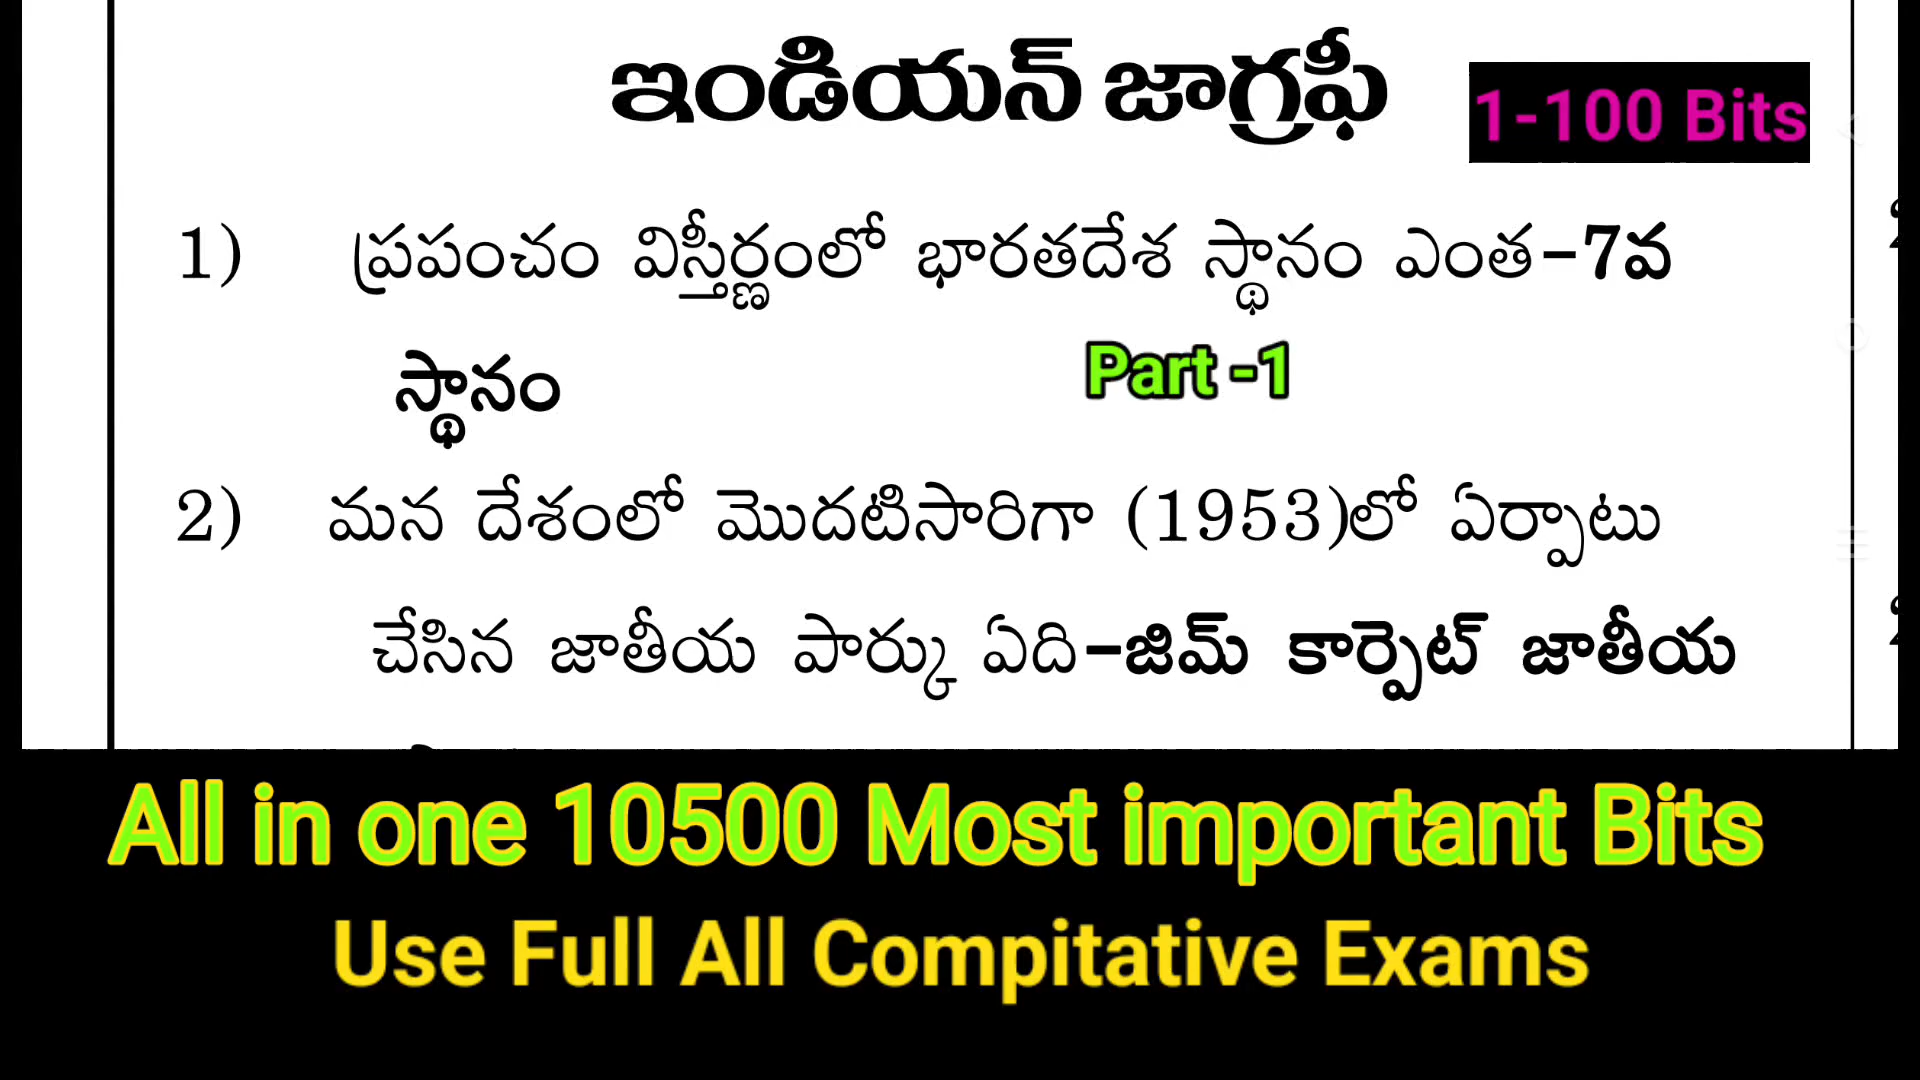 ఇండియన్ జాగ్రఫీ
1-100 Bits
1) ప్రపంచం విస్తీర్ణంలో భారతదేశ స్థానం ఎంత-7వ
స్థానం
Part -1
2) మన దేశంలో మొదటిసారిగా (1953)లో ఏర్పాటు
చేసిన జాతీయ పార్కు ఏది-జిమ్ కార్పెట్ జాతీయ
All in one 10500 Most important Bits
Use Full All Compitative Exams